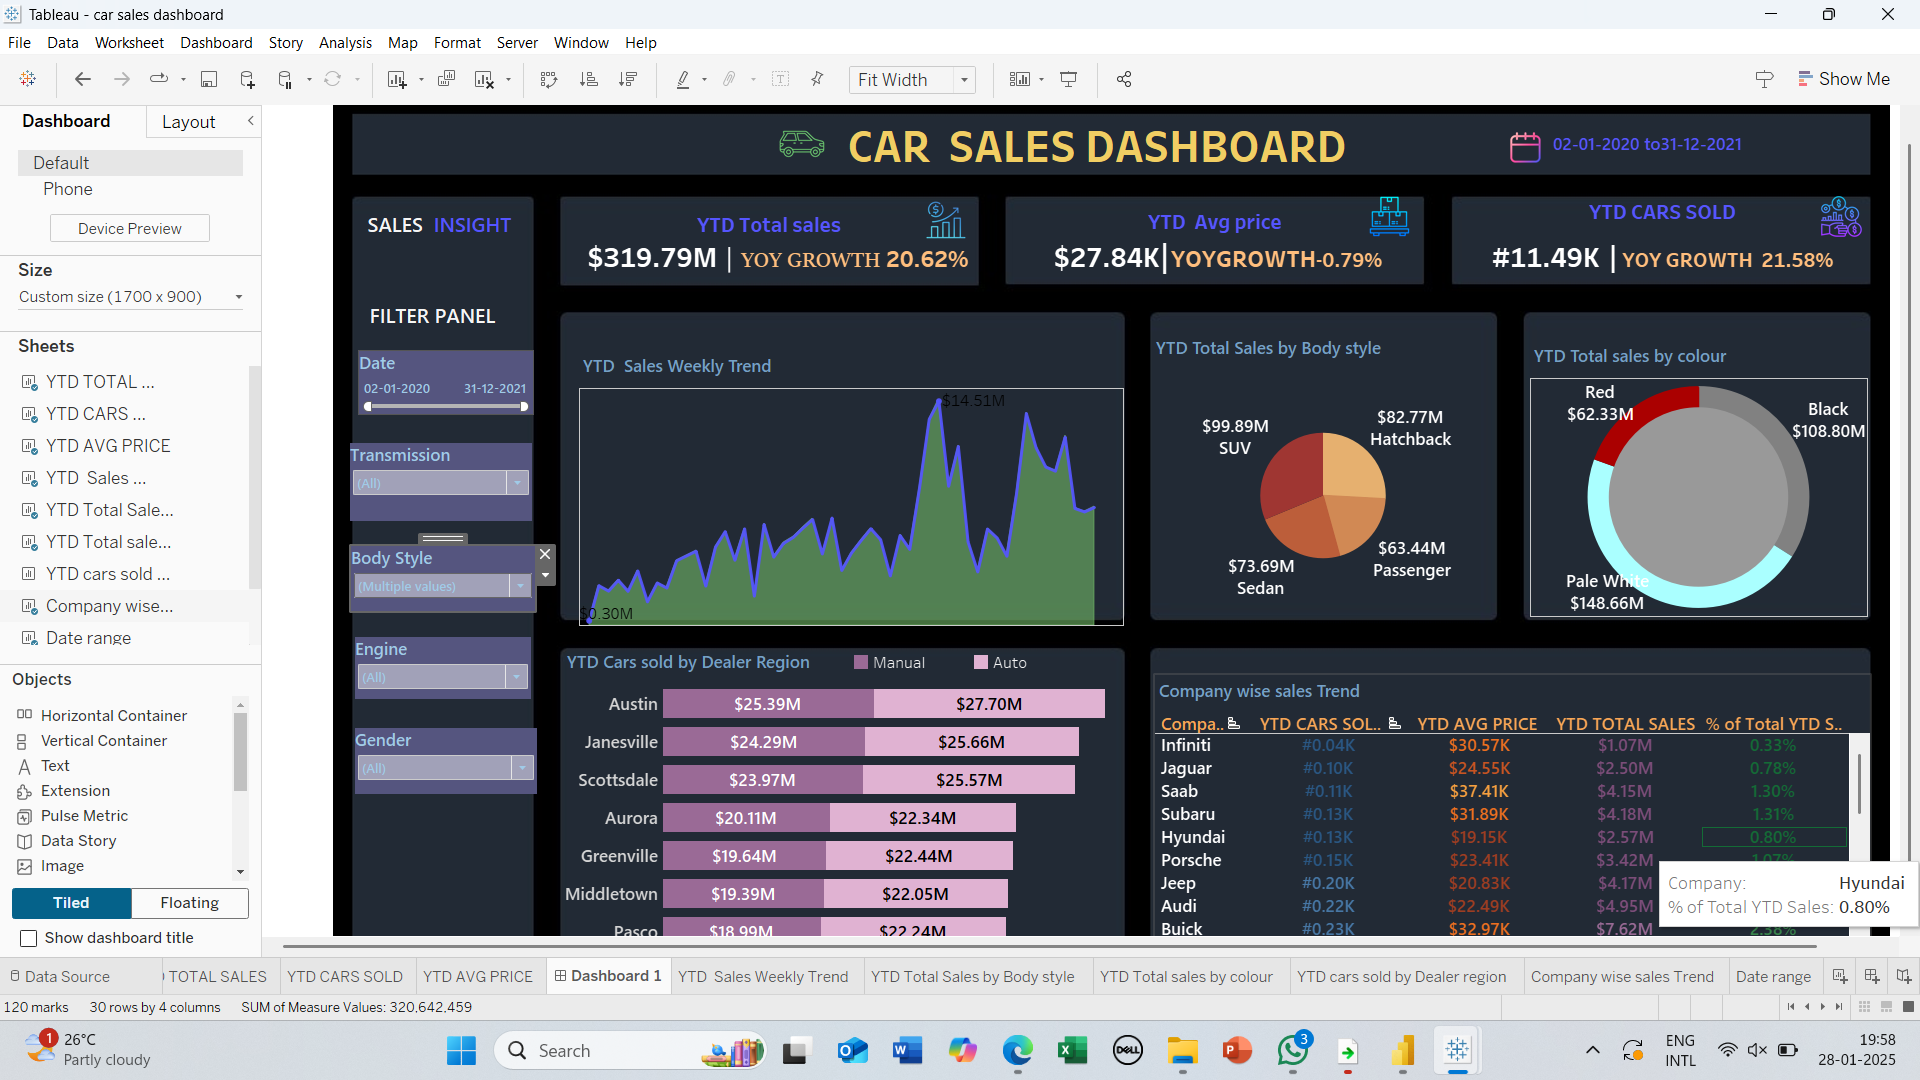 Tableau - car sales dashboard
File Data Worksheet Dashboard Story Analysis Map Format Server Window Help
Fit Width
Show Me
Dashboard Layout
Default
Phone
Device Preview
Size
Custom size (1700 x 900)
Sheets
YTD TOTAL ...
YTD CARS ...
YTD AVG PRICE
YTD Sales ...
YTD Total Sale...
YTD Total sale...
YTD cars sold ...
Company wise...
Date range
Objects
Horizontal Container
Vertical Container
Text
Extension
Pulse Metric
Data Story
Image
Tiled Floating
Show dashboard title
CAR SALES DASHBOARD
02-01-2020 to31-12-2021
SALES INSIGHT
FILTER PANEL
Date
02-01-2020 31-12-2021
Transmission
(All)
Body Style
(Multiple values)
Engine
(All)
Gender
(All)
YTD Total sales
$319.79M | YOY GROWTH 20.62%
YTD Avg price
$27.84K|YOYGROWTH-0.79%
YTD CARS SOLD
#11.49K | YOY GROWTH 21.58%
YTD Sales Weekly Trend
$14.51M
$0.30M
YTD Total Sales by Body style
$99.89M
SUV
$82.77M
Hatchback
$73.69M
Sedan
$63.44M
Passenger
YTD Total sales by colour
Red
$62.33M
Black
$108.80M
Pale White
$148.66M
YTD Cars sold by Dealer Region Manual Auto
Austin $25.39M $27.70M
Janesville $24.29M $25.66M
Scottsdale $23.97M $25.57M
Aurora $20.11M $22.34M
Greenville $19.64M $22.44M
Middletown $19.39M $22.05M
Pasco $18.99M $22.24M
Company wise sales Trend
Compa.. YTD CARS SOL.. YTD AVG PRICE YTD TOTAL SALES % of Total YTD S..
Infiniti #0.04K $30.57K $1.07M 0.33%
Jaguar #0.10K $24.55K $2.50M 0.78%
Saab #0.11K $37.41K $4.15M 1.30%
Subaru #0.13K $31.89K $4.18M 1.31%
Hyundai #0.13K $19.15K $2.57M 0.80%
Porsche #0.15K $23.41K $3.42M 1.07%
Jeep #0.20K $20.83K $4.17M
Audi #0.22K $22.49K $4.95M
Buick #0.23K $32.97K $7.62M 2.38%
Company: Hyundai
% of Total YTD Sales: 0.80%
Data Source TOTAL SALES YTD CARS SOLD YTD AVG PRICE Dashboard 1 YTD Sales Weekly Trend YTD Total Sales by Body style YTD Total sales by colour YTD cars sold by Dealer region Company wise sales Trend Date range
120 marks 30 rows by 4 columns SUM of Measure Values: 320,642,459
1
26°C
Partly cloudy
Search
DELL
3
ENG
INTL
19:58
28-01-2025